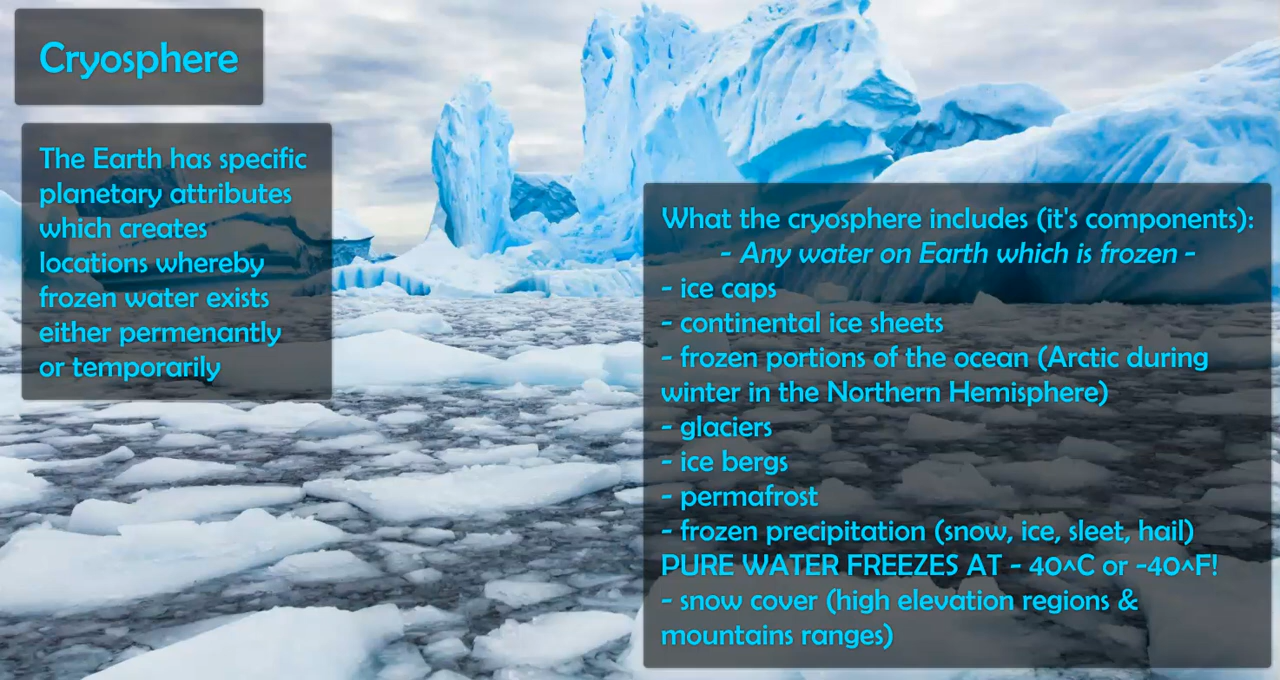 Cryosphere
The Earth has specific
planetary attributes
which creates
locations whereby
frozen water exists
either permenantly
or temporarily
What the cryosphere includes (it's components):
- Any water on Earth which is frozen -
- ice caps
- continental ice sheets
- frozen portions of the ocean (Arctic during
winter in the Northern Hemisphere)
- glaciers
- ice bergs
- permafrost
- frozen precipitation (snow, ice, sleet, hail)
PURE WATER FREEZES AT - 40^C or -40^F!
- snow cover (high elevation regions &
mountains ranges)